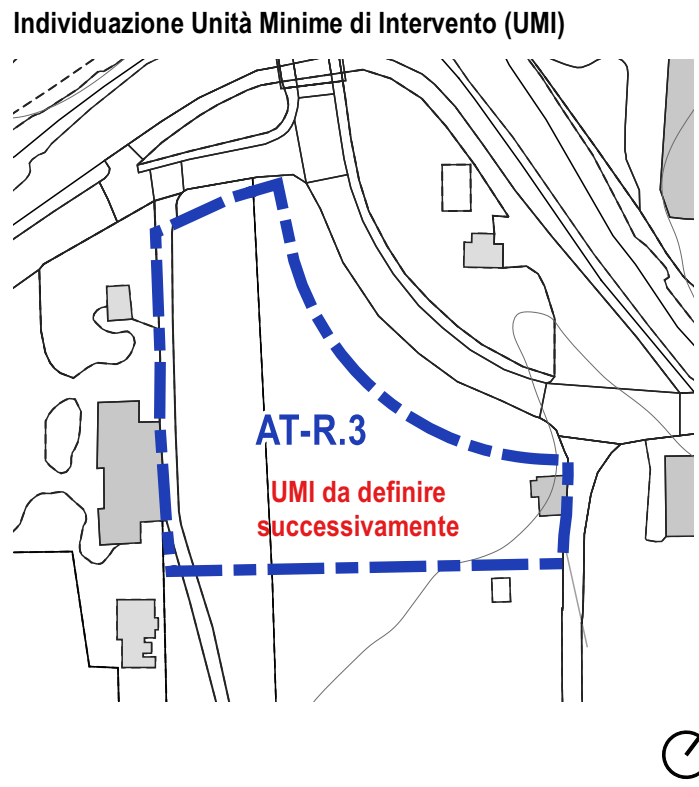 Individuazione Unità Minime di Intervento (UMI)
AT-R.3
UMI da definire
successivamente